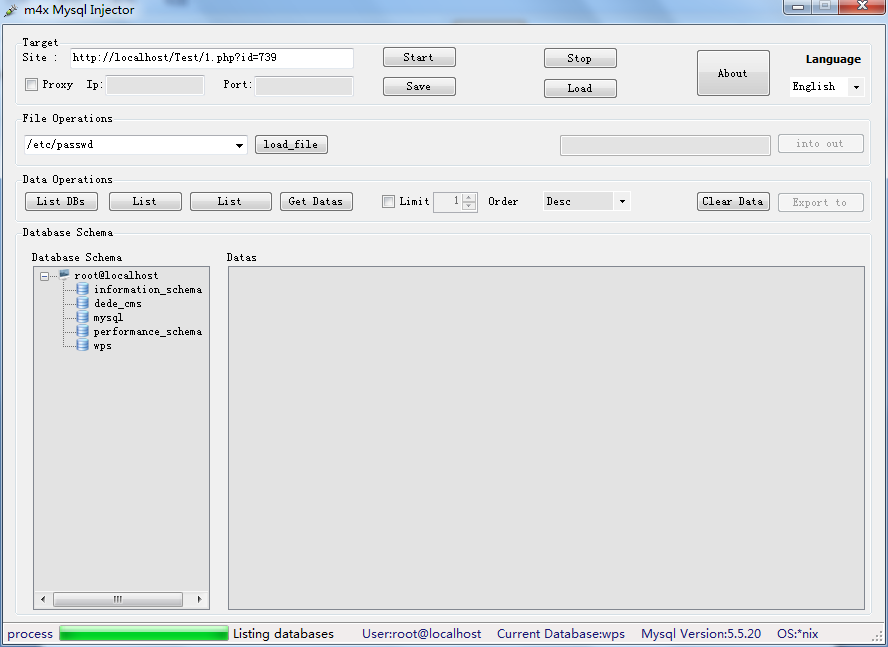 m4x Mysql Injector
Target
Site : http://localhost/Test/1.php?id=739 Start Stop About Language
Proxy Ip: Port: Save Load English
File Operations
/etc/passwd load_file into out
Data Operations
List DBs List List Get Datas Limit 1 Order Desc Clear Data Export to
Database Schema
Database Schema Datas
root@localhost
information_schema
dede_cms
mysql
performance_schema
wps
process Listing databases User:root@localhost Current Database:wps Mysql Version:5.5.20 OS:*nix